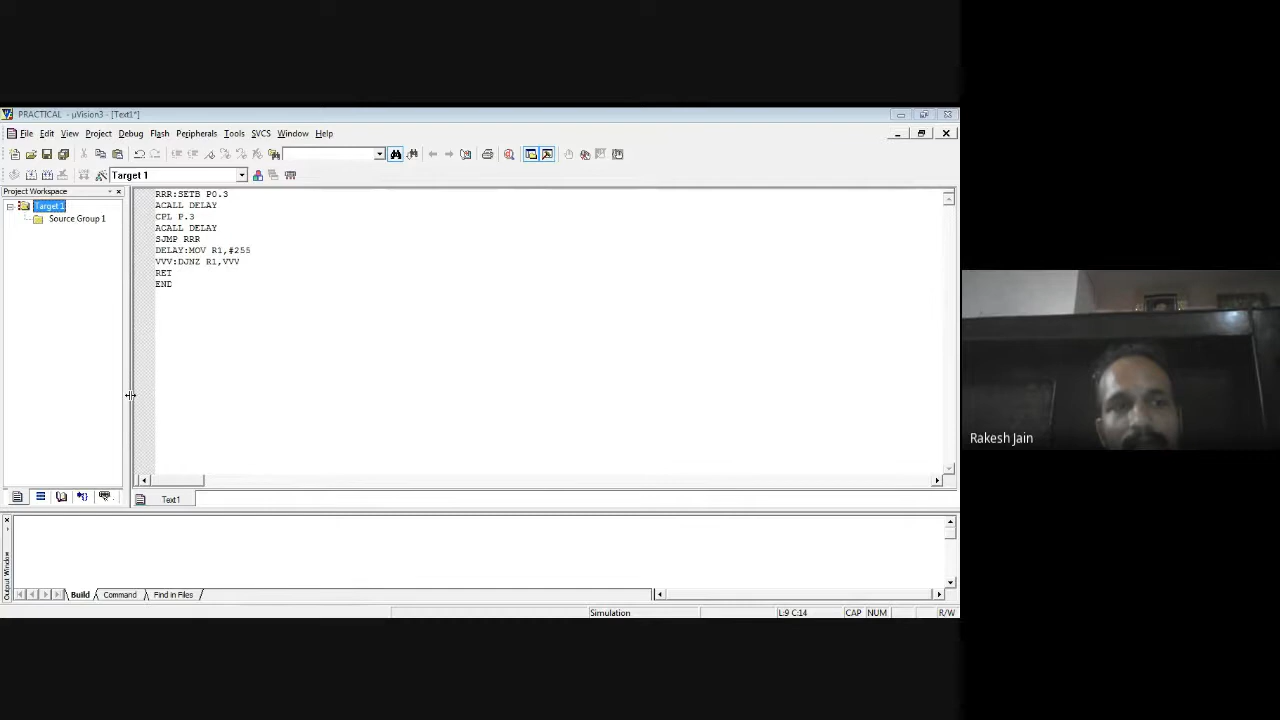 PRACTICAL - µVision3 - [Text1*]
File Edit View Project Debug Flash Peripherals Tools SVCS Window Help
Target 1
Project Workspace
Target 1
Source Group 1
RRR:SETB P0.3
ACALL DELAY
CPL P.3
ACALL DELAY
SJMP RRR
DELAY:MOV R1,#255
VVV:DJNZ R1,VVV
RET
END
Text1
Output Window
Build Command Find in Files
Simulation L:9 C:14 CAP NUM R/W
Rakesh Jain